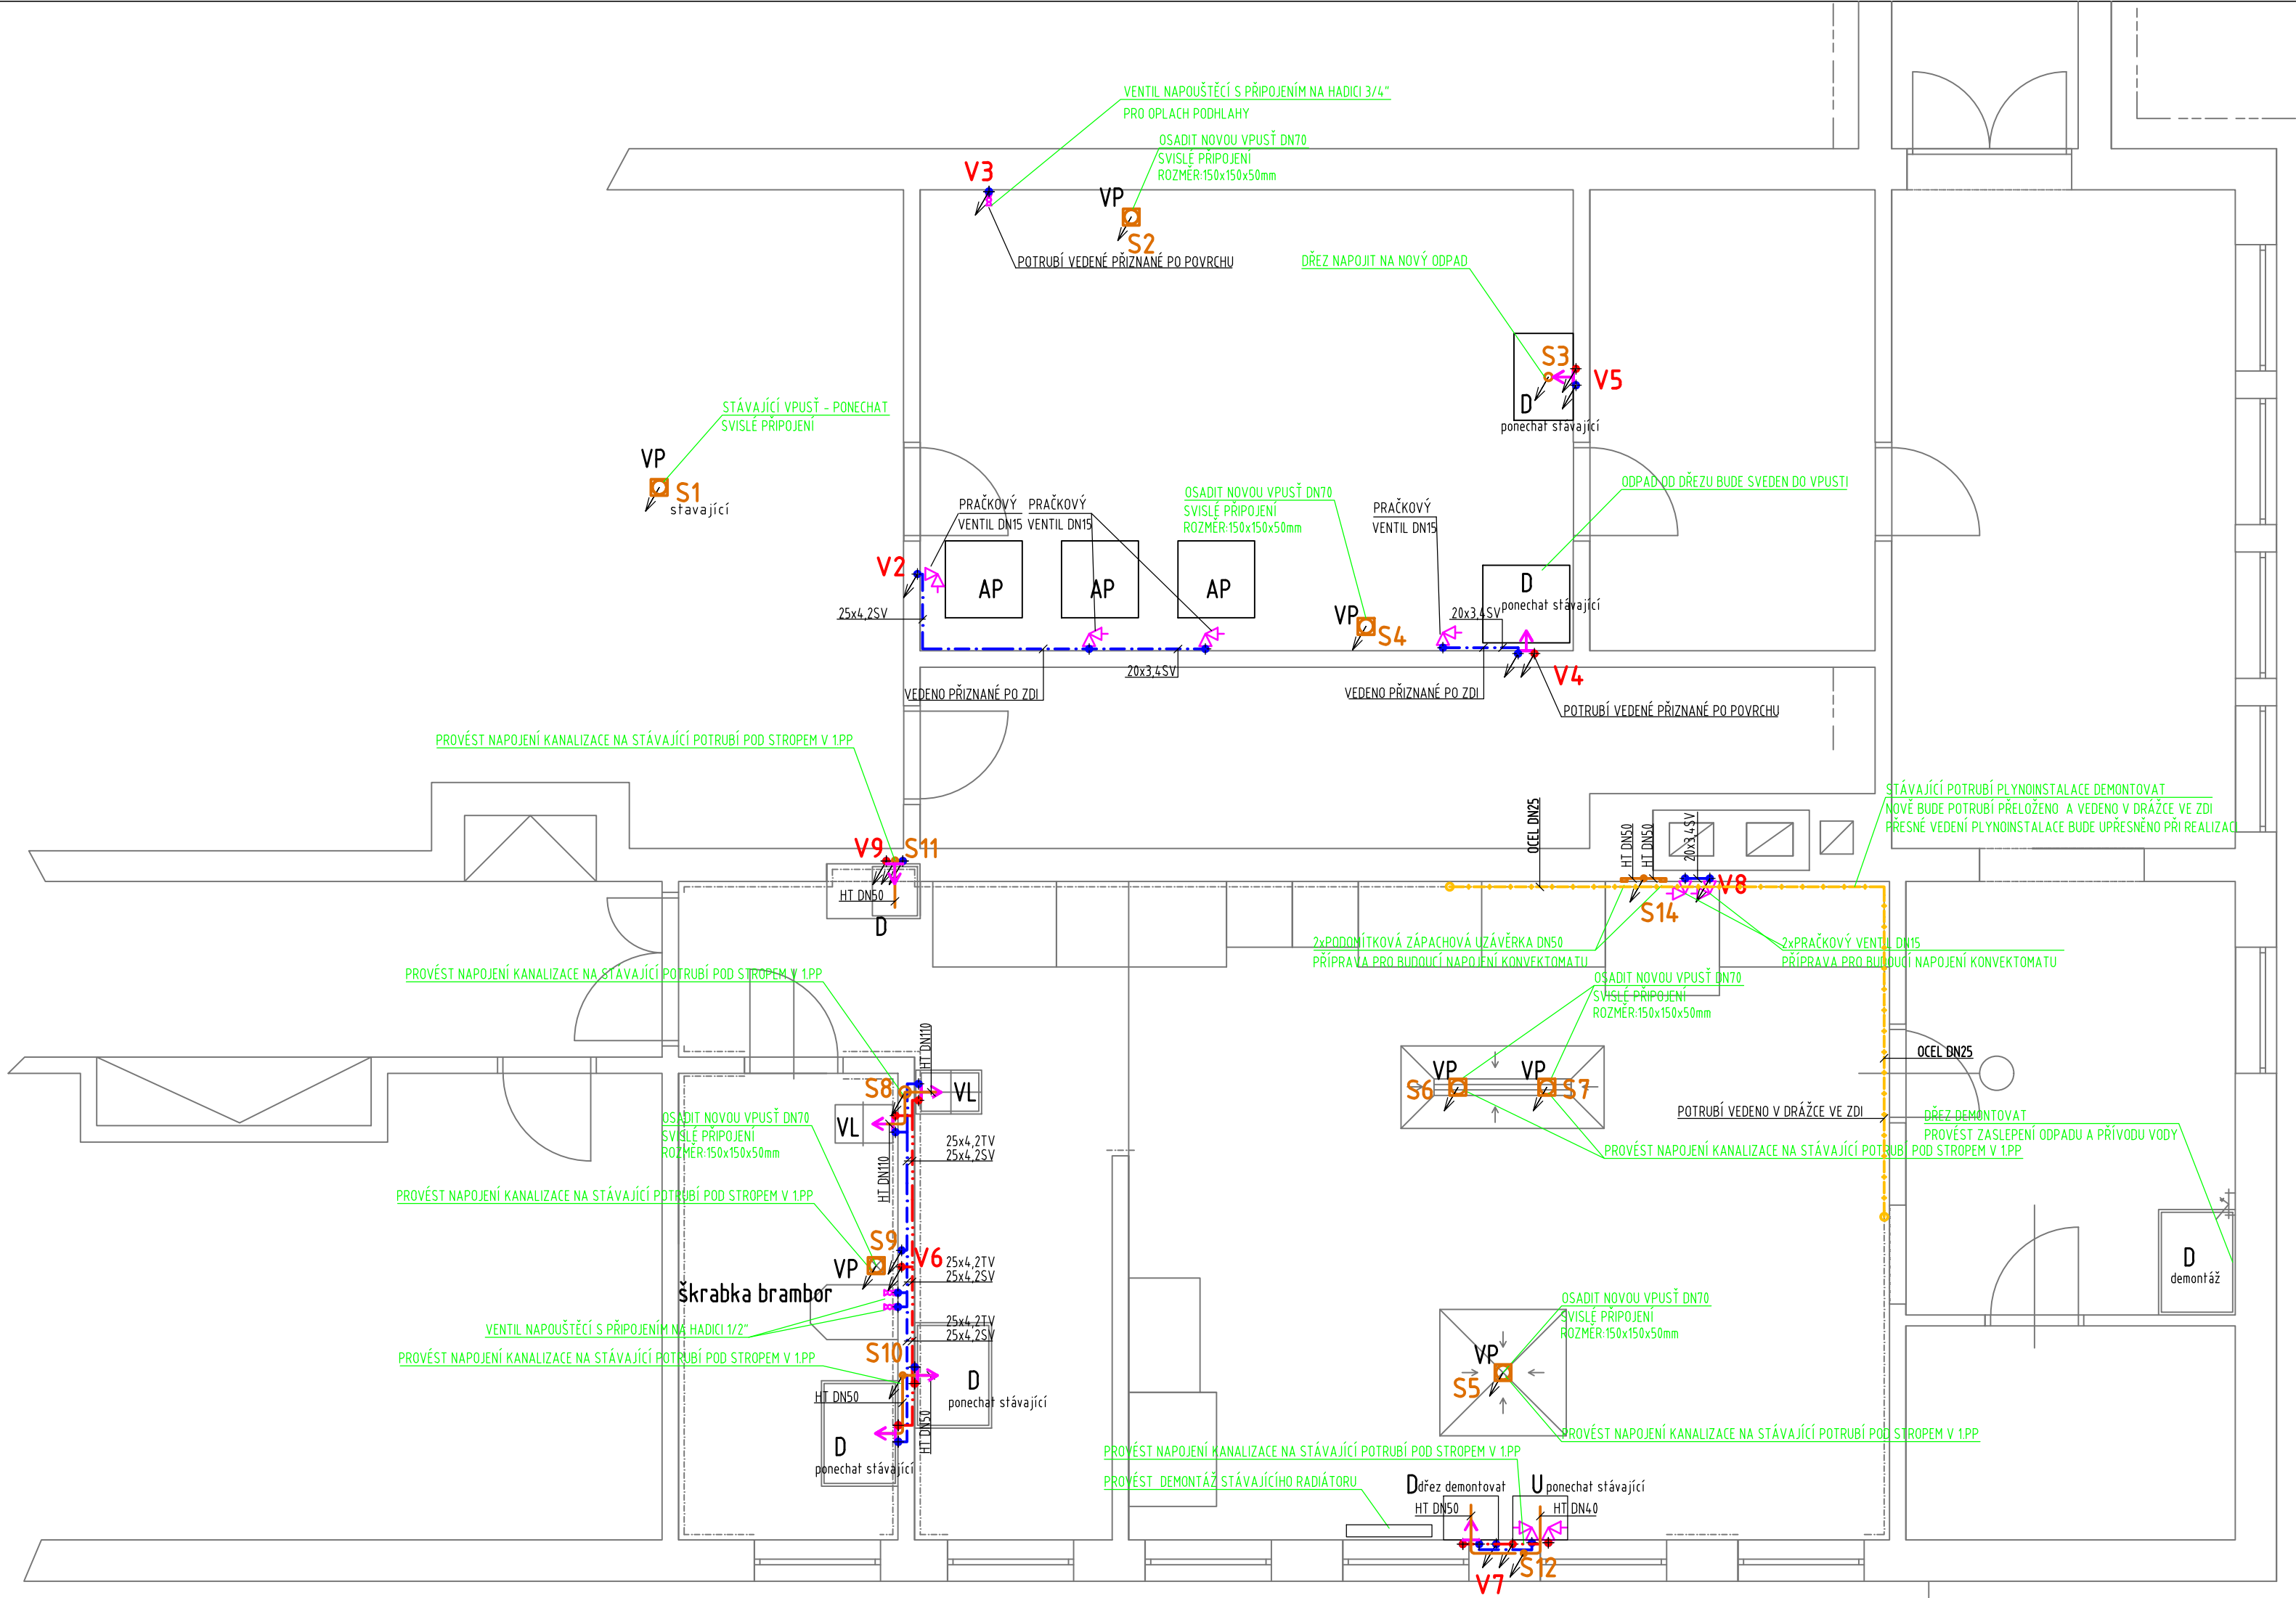 VENTIL NAPOUŠTĚCÍ S PŘIPOJENÍM NA HADICI 3/4"
PRO OPLACH PODHLAHY
OSADIT NOVOU VPUSŤ DN70
SVISLÉ PŘIPOJENÍ
ROZMĚR:150x150x50mm
V3
VP
S2
POTRUBÍ VEDENÉ PŘIZNANÉ PO POVRCHU
DŘEZ NAPOJIT NA NOVÝ ODPAD
S3
V5
D
ponechat stávající
STÁVAJÍCÍ VPUSŤ - PONECHAT
SVISLÉ PŘIPOJENÍ
VP
S1
stavající
ODPAD OD DŘEZU BUDE SVEDEN DO VPUSTI
PRAČKOVÝ
VENTIL DN15
PRAČKOVÝ
VENTIL DN15
OSADIT NOVOU VPUSŤ DN70
SVISLÉ PŘIPOJENÍ
ROZMĚR:150x150x50mm
PRAČKOVÝ
VENTIL DN15
V2
AP
AP
AP
D
ponechat stávající
25x4,2SV
VP
S4
20x3,4SV
20x3,4SV
V4
VEDENO PŘIZNANÉ PO ZDI
VEDENO PŘIZNANÉ PO ZDI
POTRUBÍ VEDENÉ PŘIZNANÉ PO POVRCHU
PROVÉST NAPOJENÍ KANALIZACE NA STÁVAJÍCÍ POTRUBÍ POD STROPEM V 1.PP
STÁVAJÍCÍ POTRUBÍ PLYNOINSTALACE DEMONTOVAT
NOVĚ BUDE POTRUBÍ PŘELOŽENO A VEDENO V DRÁŽCE VE ZDI
PŘESNÉ VEDENÍ PLYNOINSTALACE BUDE UPŘESNĚNO PŘI REALIZACI
OCEL DN25
HT DN50
HT DN50
20x3,4SV
V9
S11
HT DN50
D
V8
S14
2xPODOMÍTKOVÁ ZÁPACHOVÁ UZÁVĚRKA DN50
PŘÍPRAVA PRO BUDOUCÍ NAPOJENÍ KONVEKTOMATU
2xPRAČKOVÝ VENTIL DN15
PŘÍPRAVA PRO BUDOUCÍ NAPOJENÍ KONVEKTOMATU
PROVÉST NAPOJENÍ KANALIZACE NA STÁVAJÍCÍ POTRUBÍ POD STROPEM V 1.PP
OSADIT NOVOU VPUSŤ DN70
SVISLÉ PŘIPOJENÍ
ROZMĚR:150x150x50mm
HT DN110
OCEL DN25
VP
VP
S6
S7
S8
VL
VL
OSADIT NOVOU VPUSŤ DN70
SVISLÉ PŘIPOJENÍ
ROZMĚR:150x150x50mm
POTRUBÍ VEDENO V DRÁŽCE VE ZDI
DŘEZ DEMONTOVAT
PROVÉST ZASLEPENÍ ODPADU A PŘÍVODU VODY
25x4,2TV
25x4,2SV
PROVÉST NAPOJENÍ KANALIZACE NA STÁVAJÍCÍ POTRUBÍ POD STROPEM V 1.PP
HT DN110
PROVÉST NAPOJENÍ KANALIZACE NA STÁVAJÍCÍ POTRUBÍ POD STROPEM V 1.PP
S9
VP
V6
25x4,2TV
25x4,2SV
D
demontáž
škrabka brambor
OSADIT NOVOU VPUSŤ DN70
SVISLÉ PŘIPOJENÍ
ROZMĚR:150x150x50mm
VENTIL NAPOUŠTĚCÍ S PŘIPOJENÍM NA HADICI 1/2"
25x4,2TV
25x4,2SV
PROVÉST NAPOJENÍ KANALIZACE NA STÁVAJÍCÍ POTRUBÍ POD STROPEM V 1.PP
S10
VP
S5
D
ponechat stávající
HT DN50
HT DN50
PROVÉST NAPOJENÍ KANALIZACE NA STÁVAJÍCÍ POTRUBÍ POD STROPEM V 1.PP
D
ponechat stávající
PROVÉST NAPOJENÍ KANALIZACE NA STÁVAJÍCÍ POTRUBÍ POD STROPEM V 1.PP
PROVÉST DEMONTÁŽ STÁVAJÍCÍHO RADIÁTORU
D dřez demontovat
U ponechat stávající
HT DN50
HT DN40
S12
V7